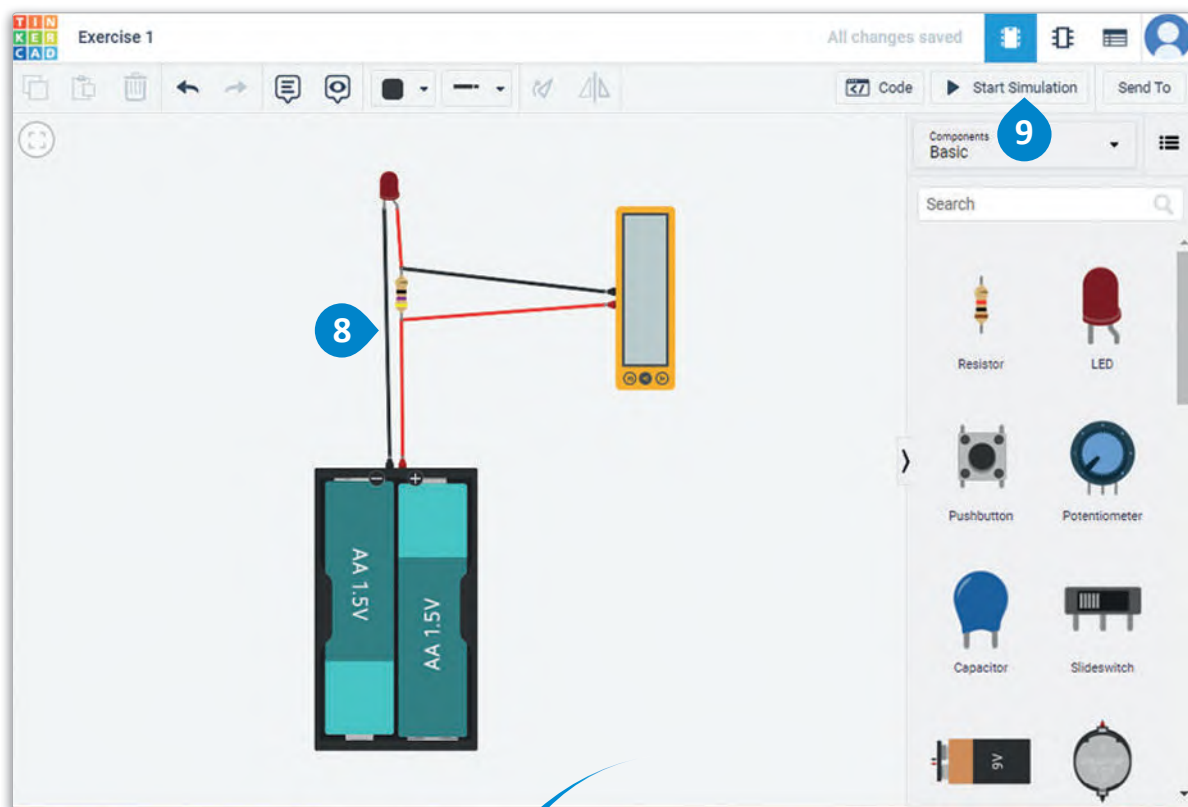 TIN
KER
CAD
Exercise 1
All changes saved
Code
Start Simulation
Send To
9
Components
Basic
Search
8
Resistor
LED
Pushbutton
Potentiometer
AA 1.5V
AA 1.5V
Capacitor
Slideswitch
9V